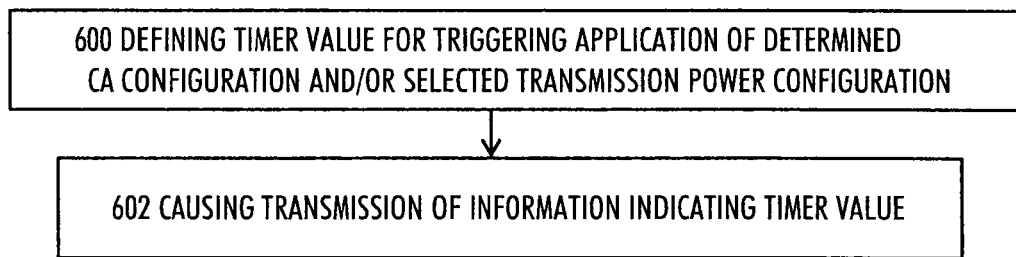 600 DEFINING TIMER VALUE FOR TRIGGERING APPLICATION OF DETERMINED
CA CONFIGURATION AND/OR SELECTED TRANSMISSION POWER CONFIGURATION
602 CAUSING TRANSMISSION OF INFORMATION INDICATING TIMER VALUE